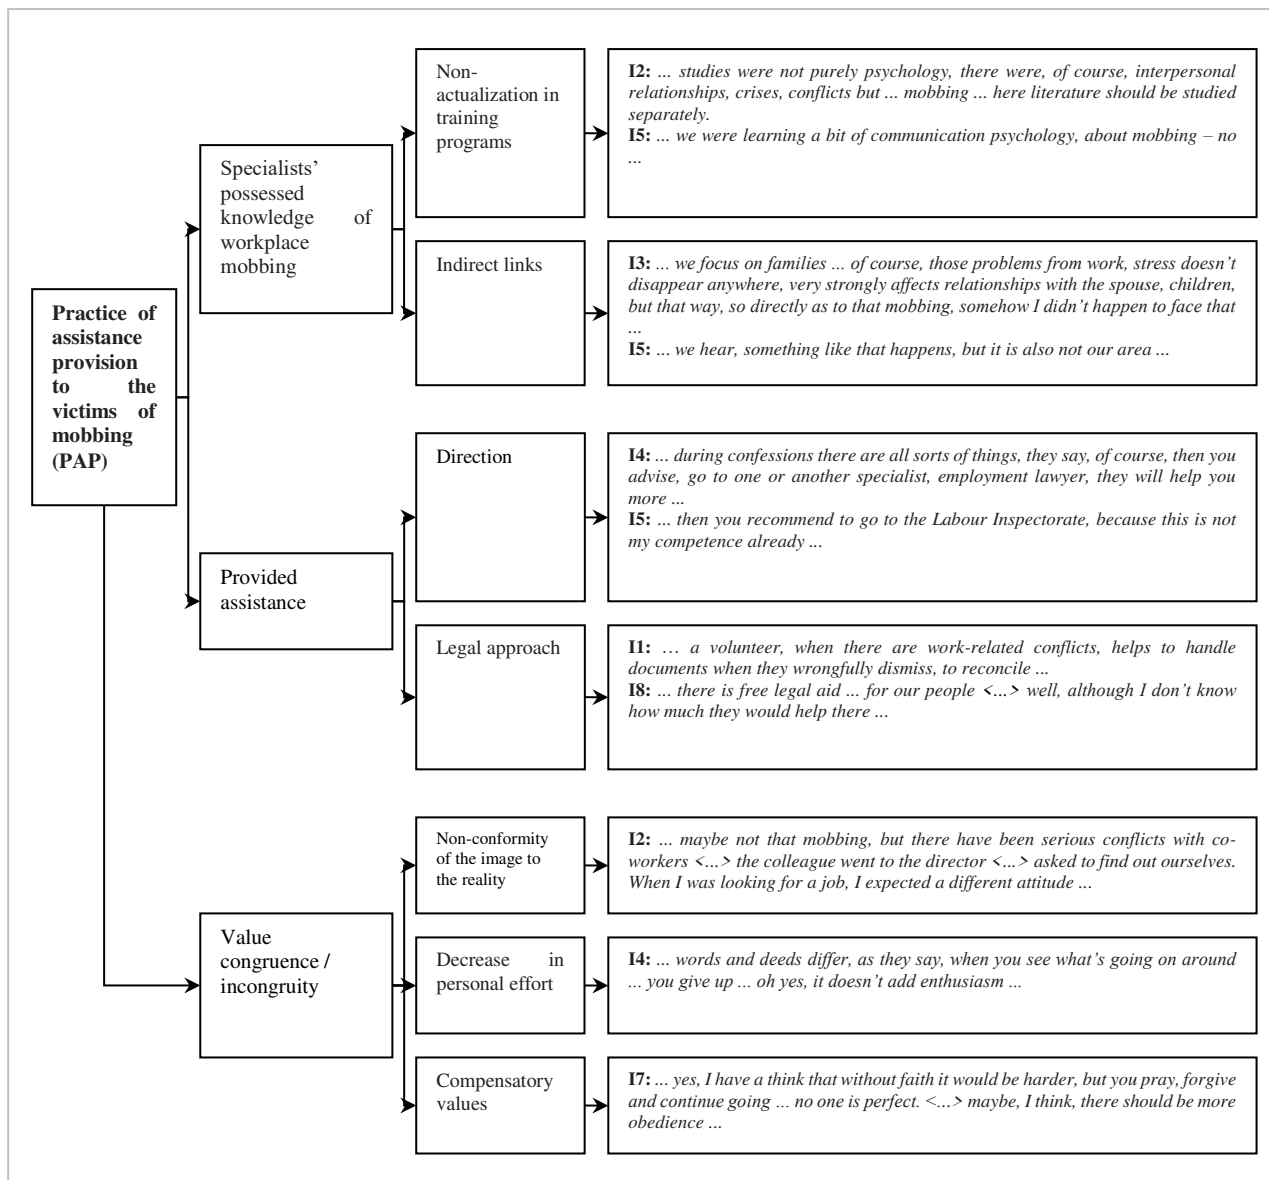 Practice of
assistance
provision
to the
victims of
mobbing
(PAP)
Specialists’
possessed
knowledge of
workplace
mobbing
Non-
actualization in
training
programs
I2: ... studies were not purely psychology, there were, of course, interpersonal
relationships, crises, conflicts but ... mobbing ... here literature should be studied
separately.
I5: ... we were learning a bit of communication psychology, about mobbing – no
...
Indirect links
I3: ... we focus on families ... of course, those problems from work, stress doesn’t
disappear anywhere, very strongly affects relationships with the spouse, children,
but that way, so directly as to that mobbing, somehow I didn’t happen to face that
...
I5: ... we hear, something like that happens, but it is also not our area ...
Provided
assistance
Direction
I4: ... during confessions there are all sorts of things, they say, of course, then you
advise, go to one or another specialist, employment lawyer, they will help you
more ...
I5: ... then you recommend to go to the Labour Inspectorate, because this is not
my competence already ...
Legal approach
I1: … a volunteer, when there are work-related conflicts, helps to handle
documents when they wrongfully dismiss, to reconcile ...
I8: ... there is free legal aid ... for our people <...> well, although I don’t know
how much they would help there ...
Value
congruence /
incongruity
Non-conformity
of the image to
the reality
I2: ... maybe not that mobbing, but there have been serious conflicts with co-
workers <...> the colleague went to the director <...> asked to find out ourselves.
When I was looking for a job, I expected a different attitude ...
Decrease in
personal effort
I4: ... words and deeds differ, as they say, when you see what’s going on around
... you give up ... oh yes, it doesn’t add enthusiasm ...
Compensatory
values
I7: ... yes, I have a think that without faith it would be harder, but you pray, forgive
and continue going ... no one is perfect. <...> maybe, I think, there should be more
obedience ...